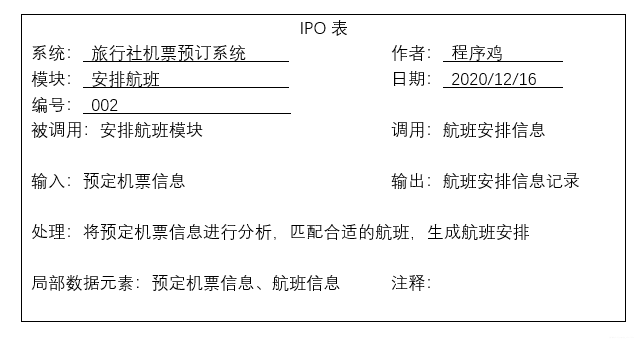 IPO 表
系统： 旅行社机票预订系统 作者： 程序鸡
模块： 安排航班 日期： 2020/12/16
编号： 002
被调用：安排航班模块 调用：航班安排信息
输入：预定机票信息 输出：航班安排信息记录
处理：将预定机票信息进行分析，匹配合适的航班，生成航班安排
局部数据元素：预定机票信息、航班信息 注释：